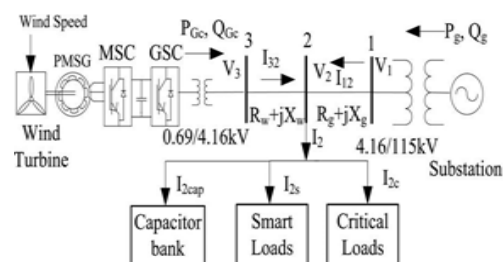 Wind Speed
PMSG
MSC
GSC
P_Gc, Q_Gc
3
2
1
P_g, Q_g
V_3
I_32
V_2
I_12
V_1
R_w+jX_w
R_g+jX_g
Wind
Turbine
0.69/4.16kV
I_2
4.16/115kV
Substation
I_2cap
I_2s
I_2c
Capacitor
bank
Smart
Loads
Critical
Loads